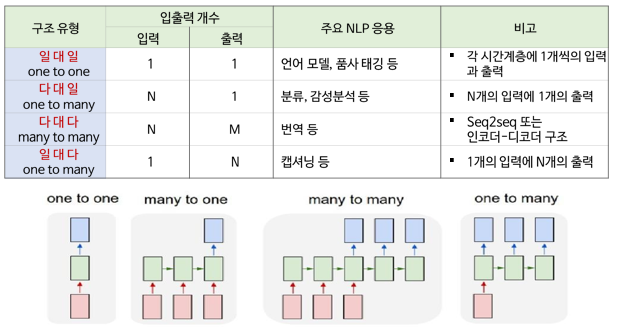 구조 유형 입출력 개수 주요 NLP 응용 비고
입력 출력
일 대 일
one to one
1 1 언어 모델, 품사 태깅 등
▪ 각 시간계층에 1개씩의 입력
과 출력
다 대 일
one to many
N 1 분류, 감성분석 등 ▪ N개의 입력에 1개의 출력
다 대 다
many to many
N M 번역 등
▪ Seq2seq 또는
인코더-디코더 구조
일 대 다
one to many
1 N 캡셔닝 등 ▪ 1개의 입력에 N개의 출력
one to one many to one many to many one to many